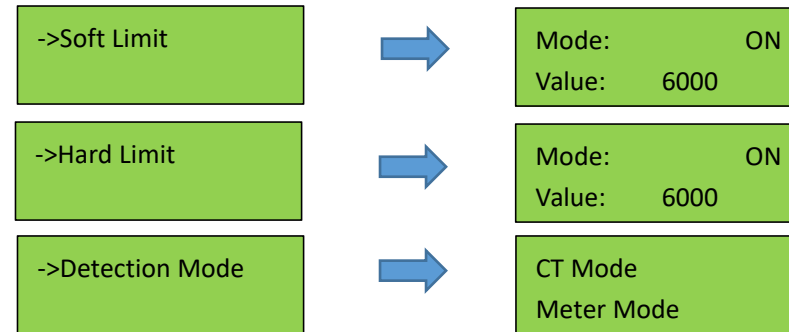 ->Soft Limit
Mode: ON
Value: 6000
->Hard Limit
Mode: ON
Value: 6000
->Detection Mode
CT Mode
Meter Mode